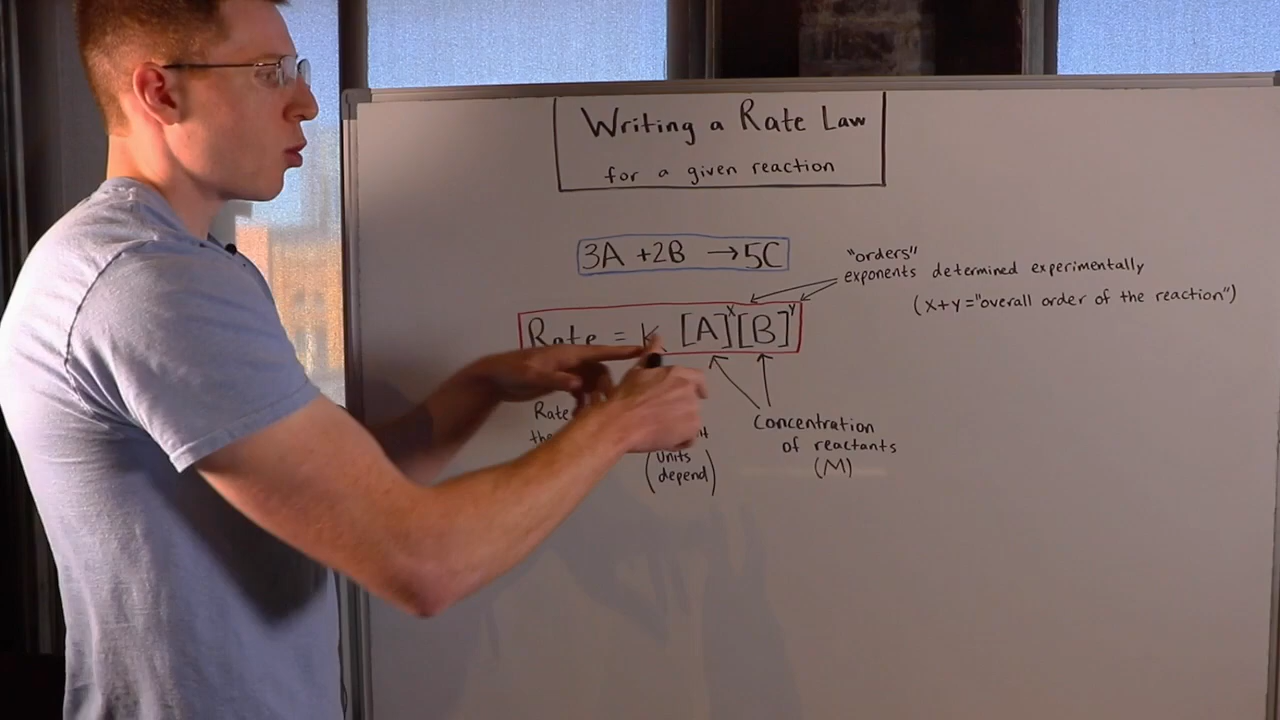 Writing a Rate Law
for a given reaction
3A +2B →5C
"orders"
exponents determined experimentally
(x+y="overall order of the reaction")
Rate = k [A]ˣ[B]ʸ
Rate
Units
(depend)
Concentration
of reactants
(M)